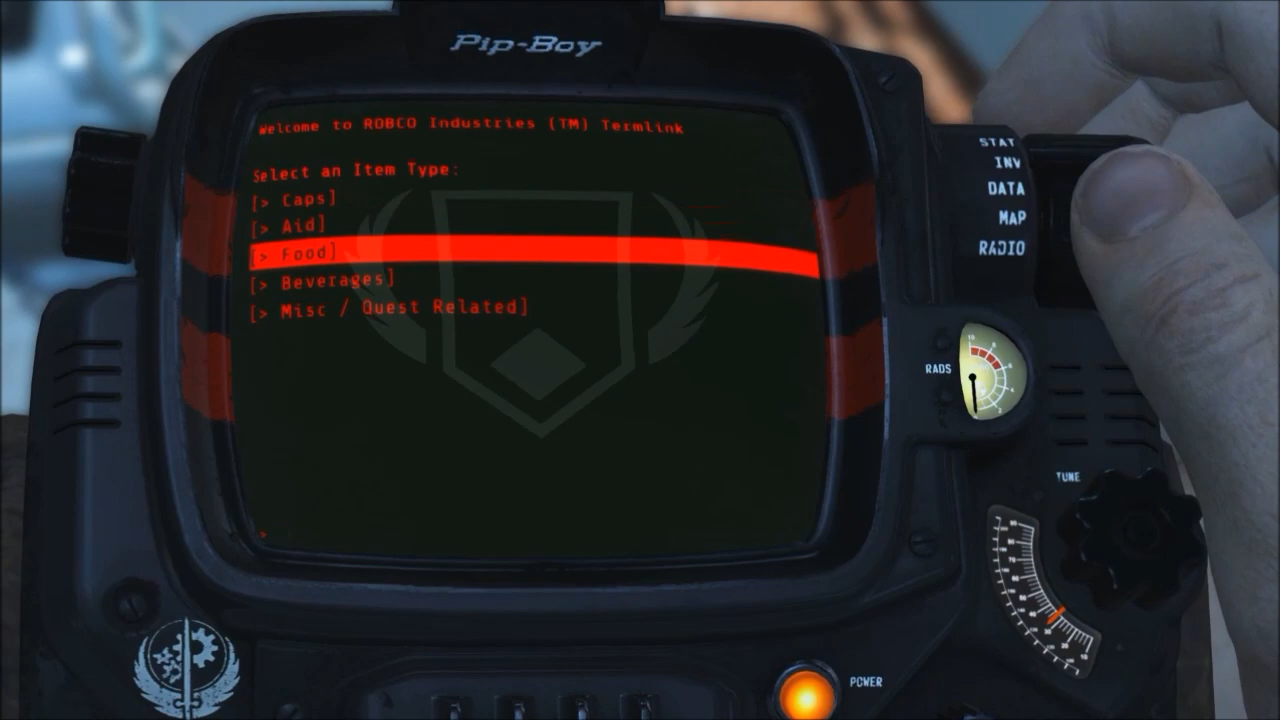 Pip-Boy
Welcome to ROBCO Industries (TM) Termlink
Select an Item Type:
[> Caps]
[> Aid]
[> Food]
[> Beverages]
[> Misc / Quest Related]
>
STAT
INV
DATA
MAP
RADIO
RADS
TUNE
POWER